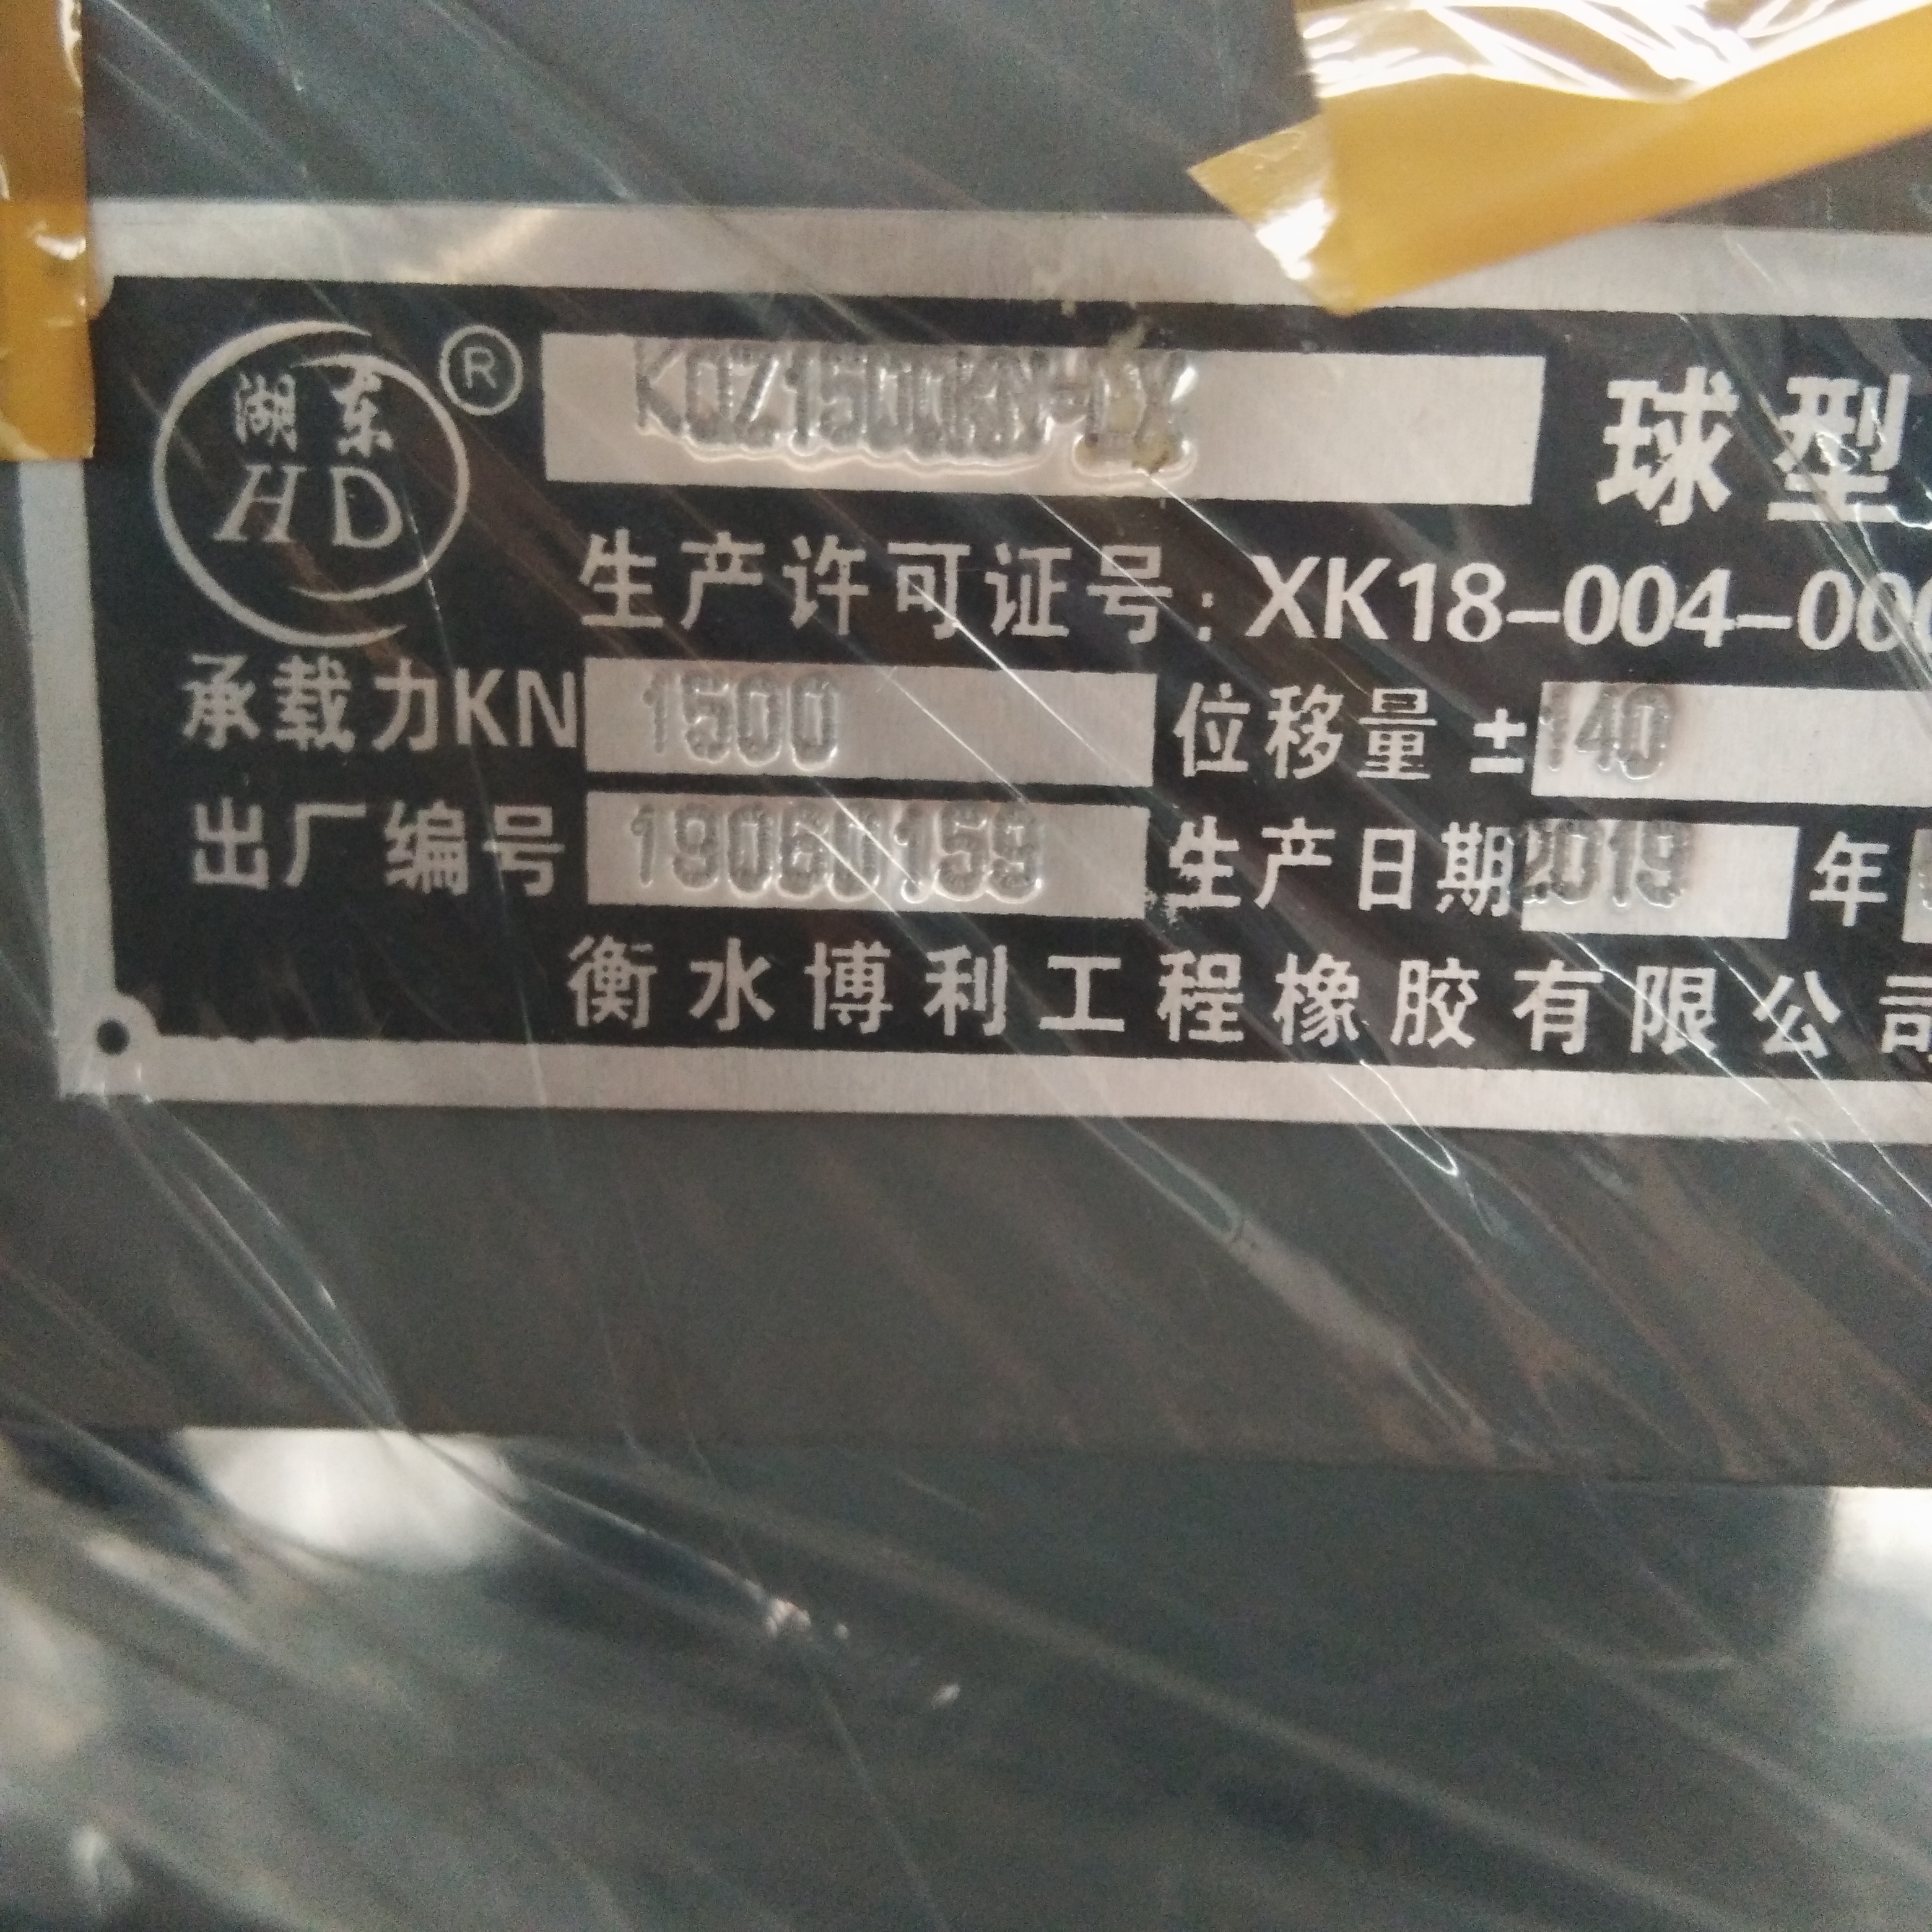 湖东 ®
HD
KQZ1500KN-DX 球型
生产许可证号：XK18-004-00
承载力KN 1500 位移量 ±140
出厂编号 19060159 生产日期 2019 年
衡水博利工程橡胶有限公司